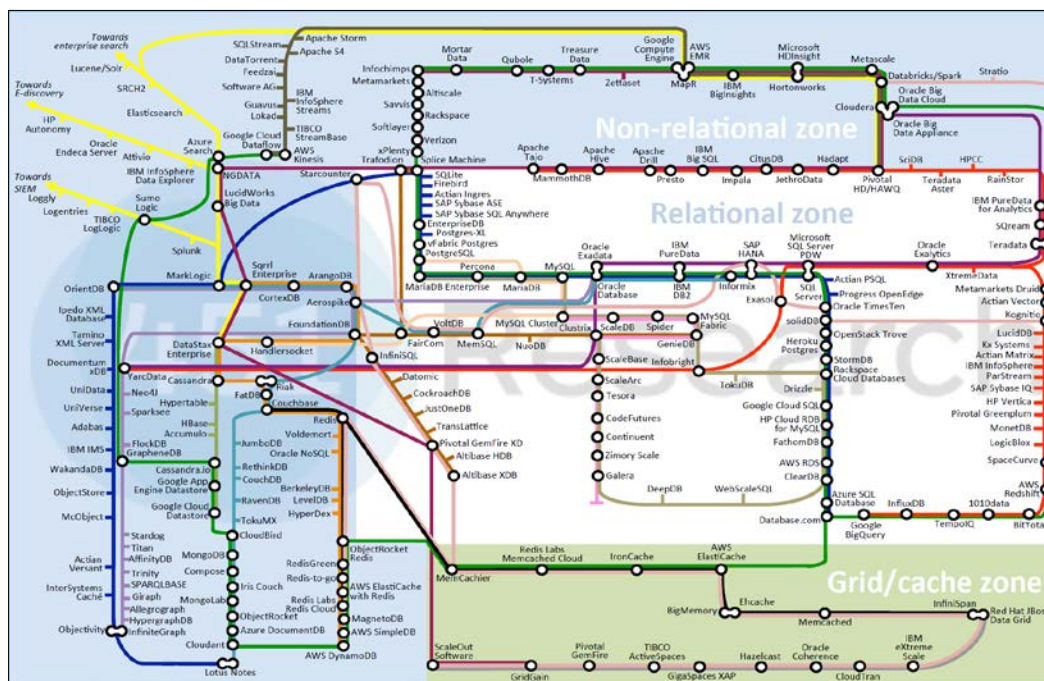 Towards
enterprise search
Lucene/Solr
SRCH2
Towards
E-discovery
Elasticsearch
HP
Autonomy
Oracle
Endeca Server
Attivio
IBM InfoSphere
Data Explorer
Towards
SIEM
Loggly
Logentries
TIBCO
LogLogic
Sumo
Logic
Splunk
Azure
Search
NGDATA
LucidWorks
Big Data
SQLStream
Apache Storm
Apache S4
DataTorrent
Feedzai
Software AG
Guavus
Lokad
Google Cloud
Dataflow
IBM
InfoSphere
Streams
TIBCO
StreamBase
AWS
Kinesis
Infochimps
Metamarkets
Altiscale
Savvis
Rackspace
Softlayer
Verizon
xPlenty
Trafodion
Splice Machine
Starcounter
Mortar
Data
Qubole
T-Systems
Treasure
Data
Zettaset
Google
Compute
Engine
AWS
EMR
MapR
IBM
BigInsights
Microsoft
HDInsight
Hortonworks
Metascale
Databricks/Spark
Stratio
Cloudera
Oracle Big
Data Cloud
Oracle Big
Data Appliance
Non-relational zone
Apache
Tajo
MammothDB
Apache
Hive
Apache
Drill
Presto
IBM
Big SQL
Impala
CitusDB
JethroData
Hadapt
Pivotal
HD/HAWQ
SciDB
Teradata
Aster
HPCC
RainStor
IBM PureData
for Analytics
SQream
Teradata
Relational zone
SQLite
Firebird
Actian Ingres
SAP Sybase ASE
SAP Sybase SQL Anywhere
EnterpriseDB
Postgres-XL
vFabric Postgres
PostgreSQL
MariaDB Enterprise
Percona
MariaDB
MySQL
Oracle
Exadata
Oracle
Database
IBM
PureData
IBM
DB2
SAP
HANA
Informix
Microsoft
SQL Server
PDW
SQL
Server
Exasol
Oracle
Exalytics
XtremeData
Metamarkets Druid
Actian Vector
Kognitio
LucidDB
Kx Systems
Actian Matrix
IBM InfoSphere
ParStream
SAP Sybase IQ
HP Vertica
Pivotal Greenplum
MonetDB
LogicBlox
SpaceCurve
AWS
Redshift
BitYota
1010data
TempoIQ
InfluxDB
Google
BigQuery
Actian PSQL
Progress OpenEdge
Oracle TimesTen
solidDB
OpenStack Trove
Heroku
Postgres
StormDB
Rackspace
Cloud Databases
Drizzle
Google Cloud SQL
HP Cloud RDB
for MySQL
FathomDB
AWS RDS
ClearDB
Azure SQL
Database
Database.com
MarkLogic
Sqrrl
Enterprise
CortexDB
ArangoDB
Aerospike
FoundationDB
OrientDB
Ipedo XML
Database
Tamino
XML Server
Documentum
xDB
UniData
UniVerse
Adabas
IBM IMS
WakandaDB
ObjectStore
McObject
Actian
Versant
InterSystems
Caché
Objectivity
YarcData
Neo4J
Sparksee
FlockDB
GrapheneDB
Stardog
Titan
AffinityDB
Trinity
SPARQLBASE
Giraph
Allegrograph
HypergraphDB
InfiniteGraph
DataStax
Enterprise
Handlersocket
Cassandra
Hypertable
HBase
Accumulo
Cassandra.io
Google App
Engine Datastore
Google Cloud
Datastore
CloudBird
MongoDB
Compose
Iris Couch
MongoLab
ObjectRocket
Azure DocumentDB
Cloudant
Lotus Notes
Riak
FatDB
Couchbase
JumboDB
RethinkDB
CouchDB
RavenDB
TokuMX
Redis
Voldemort
Oracle NoSQL
BerkeleyDB
LevelDB
HyperDex
ObjectRocket
Redis
RedisGreen
Redis-to-go
AWS ElastiCache
with Redis
Redis Labs
Redis Cloud
MagnetoDB
AWS SimpleDB
AWS DynamoDB
FairCom
VoltDB
MemSQL
InfiniSQL
MySQL Cluster
NuoDB
Clustrix
ScaleDB
Spider
MySQL
Fabric
GenieDB
Infobright
TokuDB
ScaleBase
ScaleArc
Tesora
CodeFutures
Continuent
Zimory Scale
Galera
DeepDB
WebScaleSQL
Datomic
CockroachDB
JustOneDB
TransLattice
Pivotal GemFire XD
Altibase HDB
Altibase XDB
Research
Grid/cache zone
MemCachier
Redis Labs
Memcached Cloud
IronCache
AWS
ElastiCache
BigMemory
Ehcache
Memcached
InfiniSpan
Red Hat JBoss
Data Grid
ScaleOut
Software
GridGain
Pivotal
GemFire
TIBCO
ActiveSpaces
GigaSpaces XAP
Hazelcast
Oracle
Coherence
CloudTran
IBM
eXtreme
Scale